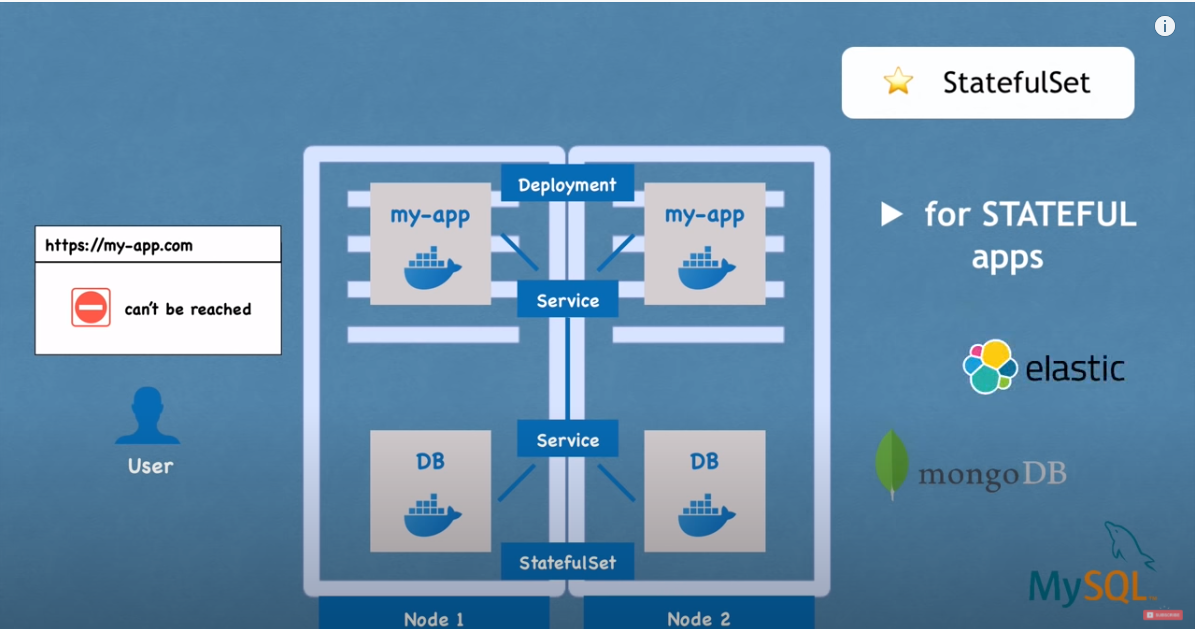 i
StatefulSet
Deployment
my-app
my-app
for STATEFUL
apps
https://my-app.com
can't be reached
Service
elastic
Service
DB
DB
User
mongoDB
StatefulSet
MySQL
SUBSCRIBE
Node 1
Node 2